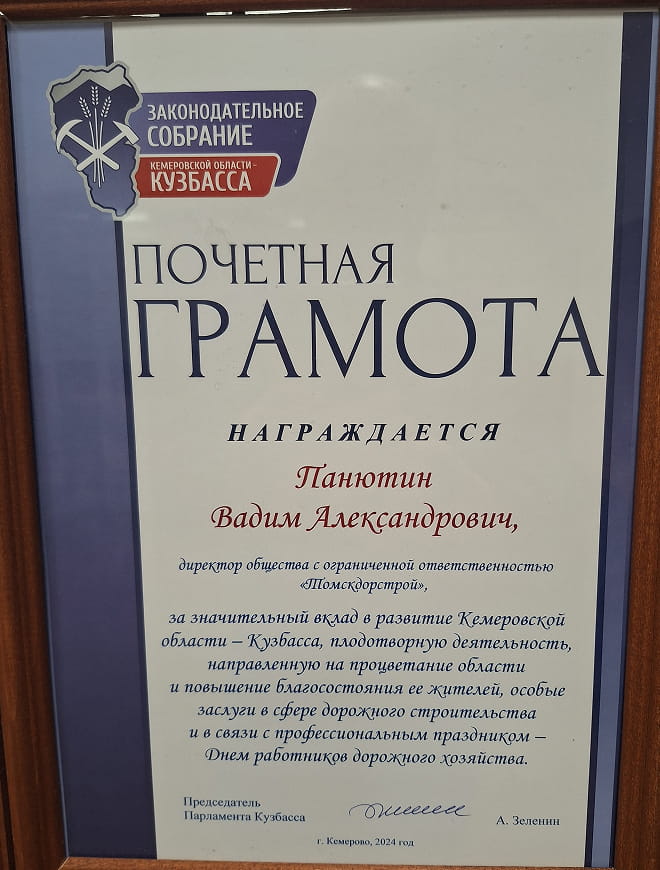 ЗАКОНОДАТЕЛЬНОЕ
СОБРАНИЕ
КЕМЕРОВСКОЙ ОБЛАСТИ-
КУЗБАССА
ПОЧЕТНАЯ
ГРАМОТА
НАГРАЖДАЕТСЯ
Панютин
Вадим Александрович,
директор общества с ограниченной ответственностью
«Томскдорстрой»,
за значительный вклад в развитие Кемеровской
области – Кузбасса, плодотворную деятельность,
направленную на процветание области
и повышение благосостояния ее жителей, особые
заслуги в сфере дорожного строительства
и в связи с профессиональным праздником –
Днем работников дорожного хозяйства.
Председатель
Парламента Кузбасса
А. Зеленин
г. Кемерово, 2024 год